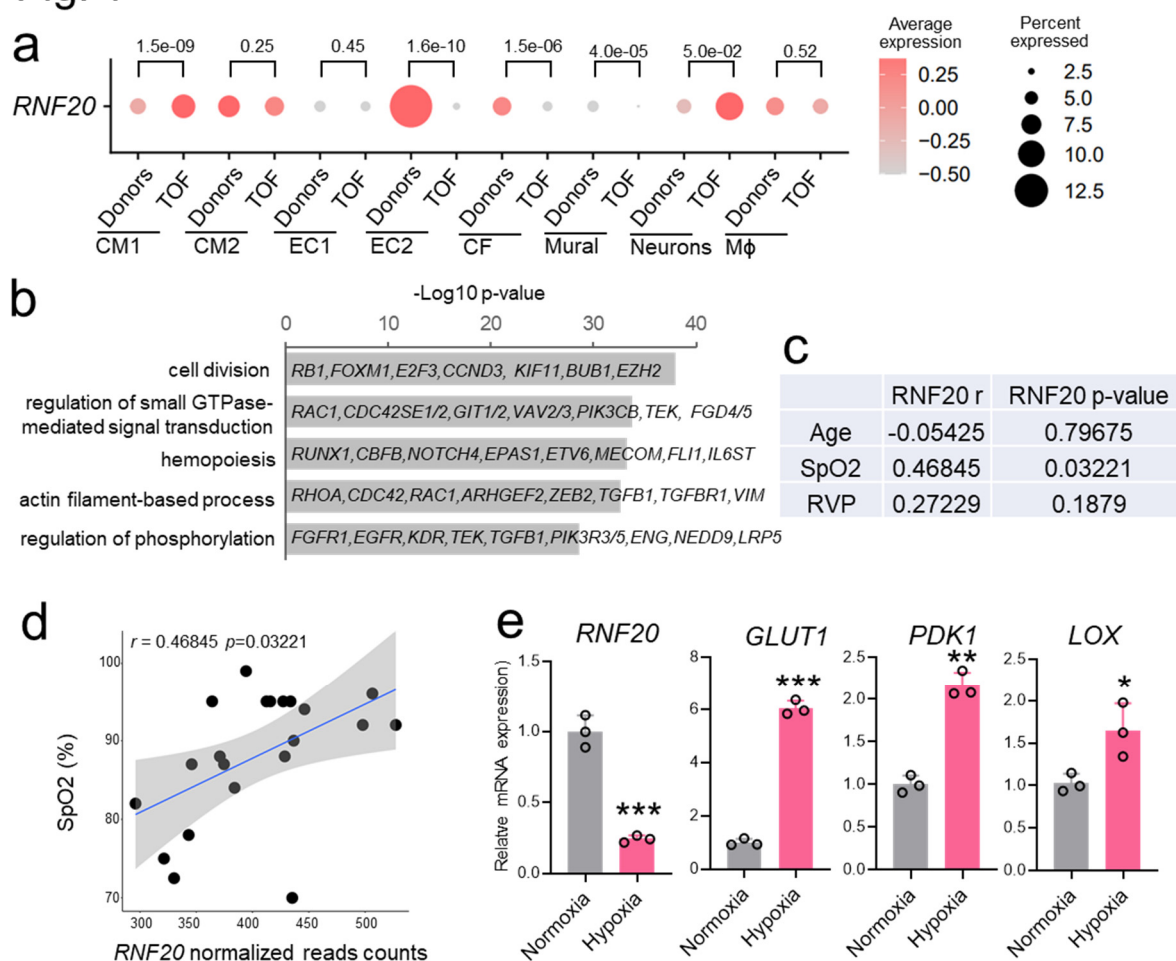 a
1.5e-09 0.25 0.45 1.6e-10 1.5e-06 4.0e-05 5.0e-02 0.52
RNF20
Donors TOF Donors TOF Donors TOF Donors TOF Donors TOF Donors TOF Donors TOF Donors TOF
CM1 CM2 EC1 EC2 CF Mural Neurons Mϕ
Average
expression
0.25
0.00
−0.25
−0.50
Percent
expressed
2.5
5.0
7.5
10.0
12.5
b
-Log10 p-value
0 10 20 30 40
cell division
RB1,FOXM1,E2F3,CCND3, KIF11,BUB1,EZH2
regulation of small GTPase-
mediated signal transduction
RAC1,CDC42SE1/2,GIT1/2,VAV2/3,PIK3CB,TEK, FGD4/5
hemopoiesis
RUNX1,CBFB,NOTCH4,EPAS1,ETV6,MECOM,FLI1,IL6ST
actin filament-based process
RHOA,CDC42,RAC1,ARHGEF2,ZEB2,TGFB1,TGFBR1,VIM
regulation of phosphorylation
FGFR1,EGFR,KDR,TEK,TGFB1,PIK3R3/5,ENG,NEDD9,LRP5
c
RNF20 r RNF20 p-value
Age -0.05425 0.79675
SpO2 0.46845 0.03221
RVP 0.27229 0.1879
d
r = 0.46845 p=0.03221
SpO2 (%)
100
90
80
70
300 350 400 450 500
RNF20 normalized reads counts
e
Relatve mRNA expression)
RNF20
1.5
1.0
0.5
0.0
***
Normoxia Hypoxia
GLUT1
8
6
4
2
0
***
Normoxia Hypoxia
PDK1
2.5
2.0
1.5
1.0
0.5
0.0
**
Normoxia Hypoxia
LOX
2.5
2.0
1.5
1.0
0.5
0.0
*
Normoxia Hypoxia